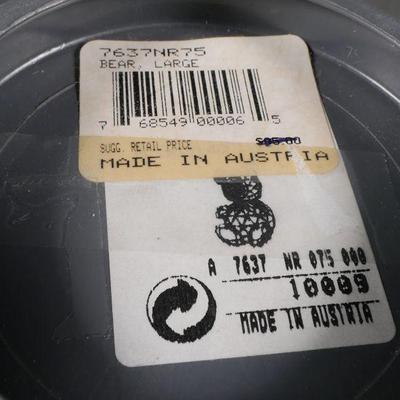 7637NR75
BEAR, LARGE
7 68549 00006 5
SUGG. RETAIL PRICE
MADE IN AUSTRIA
A 7637 NR 075 000
10009
MADE IN AUSTRIA